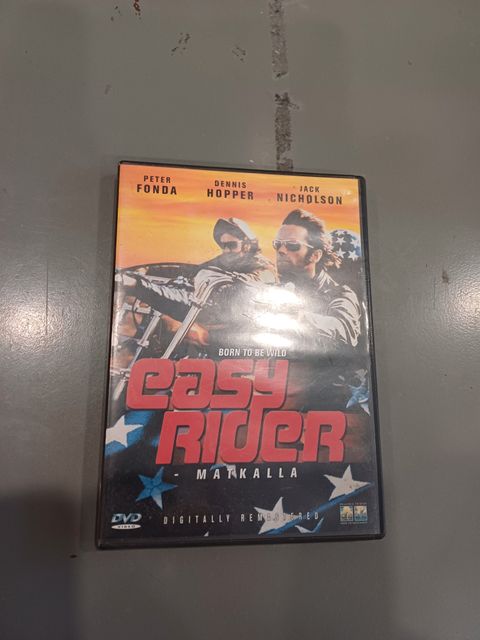 PETER DENNIS JACK
FONDA HOPPER NICHOLSON
BORN TO BE WILD
easy
RIDER
- MATKALLA
DVD
VIDEO
DIGITALLY REMASTERED